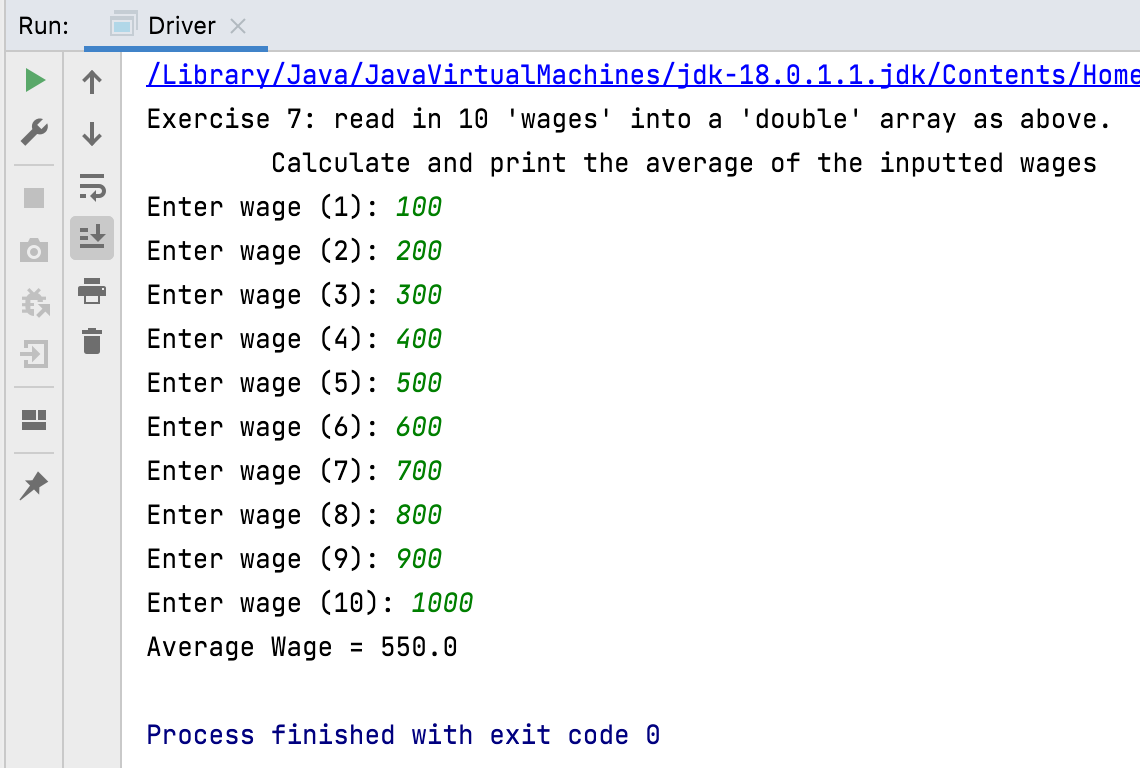 Run: Driver
/Library/Java/JavaVirtualMachines/jdk-18.0.1.1.jdk/Contents/Home
Exercise 7: read in 10 'wages' into a 'double' array as above.
Calculate and print the average of the inputted wages
Enter wage (1): 100
Enter wage (2): 200
Enter wage (3): 300
Enter wage (4): 400
Enter wage (5): 500
Enter wage (6): 600
Enter wage (7): 700
Enter wage (8): 800
Enter wage (9): 900
Enter wage (10): 1000
Average Wage = 550.0
Process finished with exit code 0